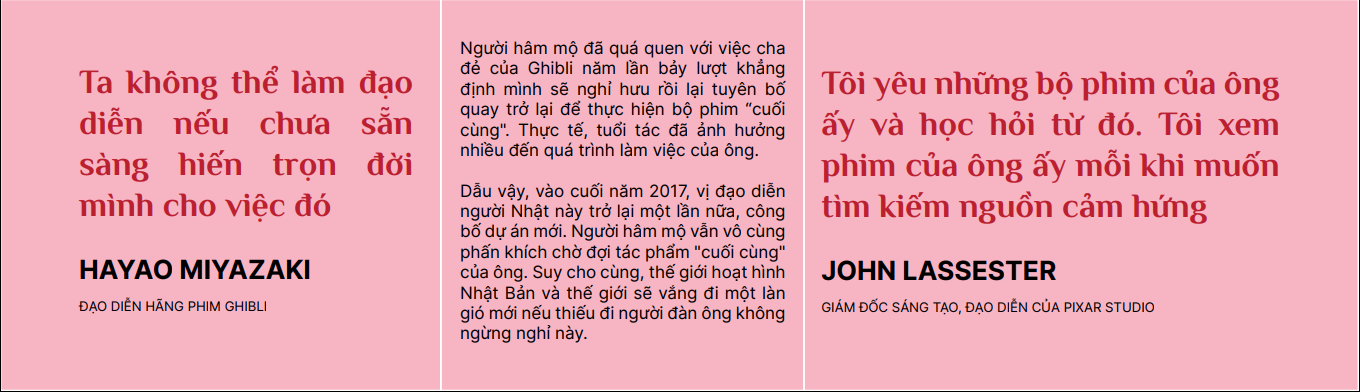 Ta không thể làm đạo
diễn nếu chưa sẵn
sàng hiến trọn đời
mình cho việc đó
HAYAO MIYAZAKI
ĐẠO DIỄN HÃNG PHIM GHIBLI
Người hâm mộ đã quá quen với việc cha
đẻ của Ghibli năm lần bảy lượt khẳng
định mình sẽ nghỉ hưu rồi lại tuyên bố
quay trở lại để thực hiện bộ phim “cuối
cùng". Thực tế, tuổi tác đã ảnh hưởng
nhiều đến quá trình làm việc của ông.
Dẫu vậy, vào cuối năm 2017, vị đạo diễn
người Nhật này trở lại một lần nữa, công
bố dự án mới. Người hâm mộ vẫn vô cùng
phấn khích chờ đợi tác phẩm "cuối cùng"
của ông. Suy cho cùng, thế giới hoạt hình
Nhật Bản và thế giới sẽ vắng đi một làn
gió mới nếu thiếu đi người đàn ông không
ngừng nghỉ này.
Tôi yêu những bộ phim của ông
ấy và học hỏi từ đó. Tôi xem
phim của ông ấy mỗi khi muốn
tìm kiếm nguồn cảm hứng
JOHN LASSESTER
GIÁM ĐỐC SÁNG TẠO, ĐẠO DIỄN CỦA PIXAR STUDIO